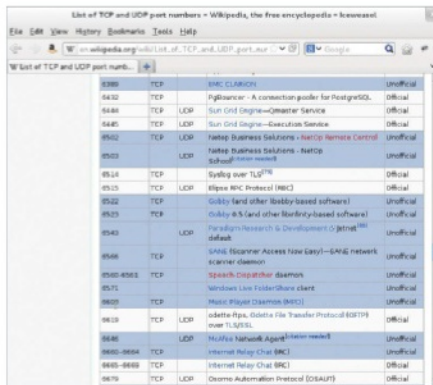 List of TCP and UDP port numbers - Wikipedia, the free encyclopedia - Iceweasel
File Edit View History Bookmarks Tools Help
en.wikipedia.org/wiki/List_of_TCP_and_UDP_port_nur Google
List of TCP and UDP port numb...
6389 TCP EMC CLARiiON Unofficial
6432 TCP PgBouncer - A connection pooler for PostgreSQL Official
6444 TCP UDP Sun Grid Engine—Qmaster Service Official
6445 TCP UDP Sun Grid Engine—Execution Service Official
6502 TCP UDP Netop Business Solutions - NetOp Remote Control Unofficial
6503 UDP Netop Business Solutions - NetOp
School[citation needed] Unofficial
6514 TCP Syslog over TLS[79] Official
6515 TCP UDP Elipse RPC Protocol (REC) Official
6522 TCP Gobby (and other libobby-based software) Unofficial
6523 TCP Gobby 0.5 (and other libinfinity-based software) Unofficial
6543 UDP Paradigm Research & Development Jetnet[80]
default Unofficial
6566 TCP SANE (Scanner Access Now Easy)—SANE network
scanner daemon Unofficial
6560-6561 TCP Speech-Dispatcher daemon Unofficial
6571 Windows Live FolderShare client Unofficial
6600 TCP Music Player Daemon (MPD) Unofficial
6619 TCP UDP odette-ftps, Odette File Transfer Protocol (OFTP)
over TLS/SSL Official
6646 UDP McAfee Network Agent[citation needed] Unofficial
TCP Internet Relay Chat (IRC) Unofficial
6665-6669 TCP Internet Relay Chat (IRC) Official
6679 TCP UDP Osorno Automation Protocol (OSAUT) Official